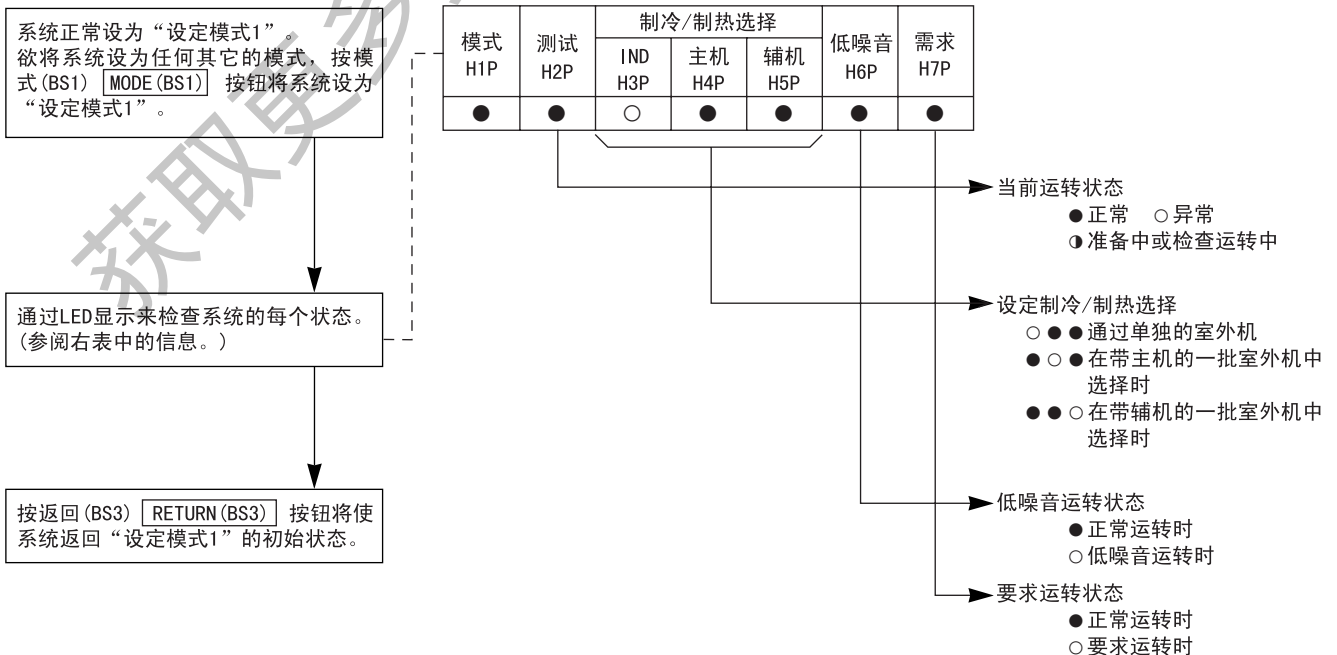 系统正常设为“设定模式1”。
欲将系统设为任何其它的模式，按模
式(BS1) MODE(BS1) 按钮将系统设为
“设定模式1”。
通过LED显示来检查系统的每个状态。
(参阅右表中的信息。)
按返回(BS3) RETURN(BS3) 按钮将使
系统返回“设定模式1”的初始状态。
模式
H1P
测试
H2P
制冷/制热选择
IND
H3P
主机
H4P
辅机
H5P
低噪音
H6P
需求
H7P
● ● ○ ● ● ● ●
当前运转状态
●正常 ○异常
◑准备中或检查运转中
设定制冷/制热选择
○●●通过单独的室外机
●○●在带主机的一批室外机中
选择时
●●○在带辅机的一批室外机中
选择时
低噪音运转状态
●正常运转时
○低噪音运转时
要求运转状态
●正常运转时
○要求运转时
获取更多